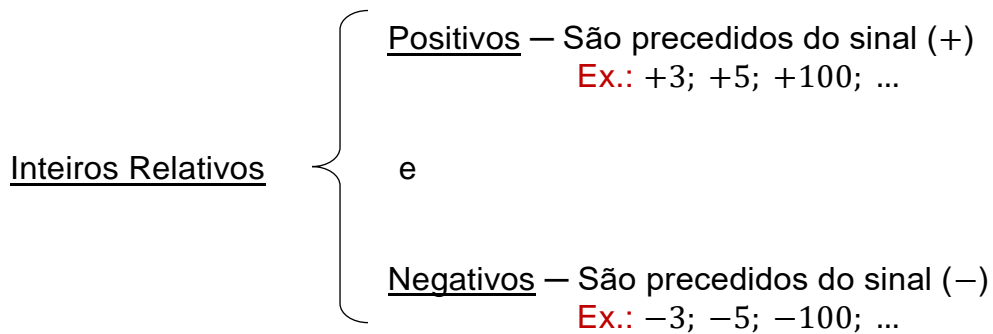 Positivos — São precedidos do sinal (+)
Ex.: +3; +5; +100; ...
Inteiros Relativos
e
Negativos — São precedidos do sinal (−)
Ex.: −3; −5; −100; ...